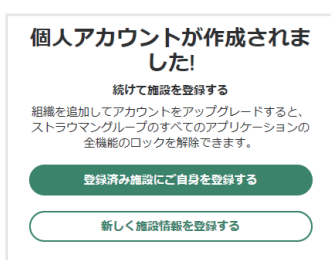 個人アカウントが作成されま
した!
続けて施設を登録する
組織を追加してアカウントをアップグレードすると、
ストラウマングループのすべてのアプリケーションの
全機能のロックを解除できます。
登録済み施設にご自身を登録する
新しく施設情報を登録する